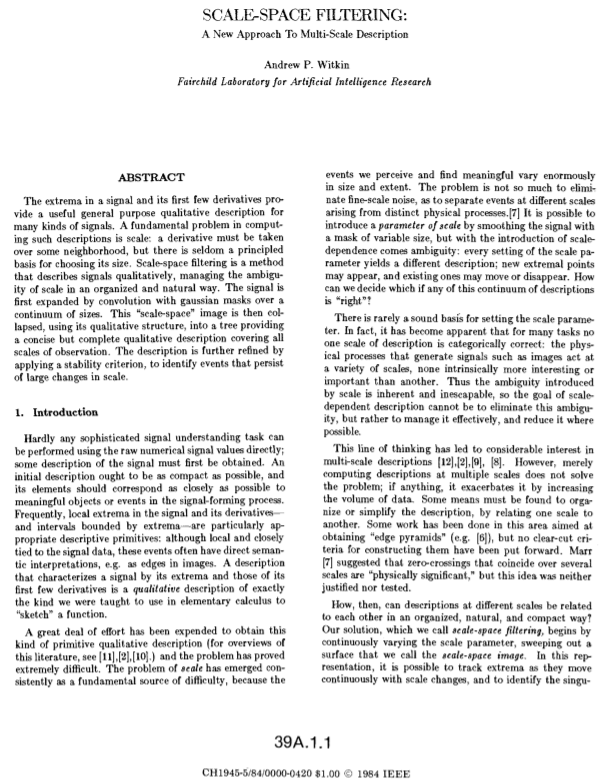 SCALE-SPACE FILTERING:
A New Approach To Multi-Scale Description
Andrew P. Witkin
Fairchild Laboratory for Artificial Intelligence Research
ABSTRACT
The extrema in a signal and its first few derivatives pro-
vide a useful general purpose qualitative description for
many kinds of signals. A fundamental problem in comput-
ing such descriptions is scale: a derivative must be taken
over some neighborhood, but there is seldom a principled
basis for choosing its size. Scale-space filtering is a method
that describes signals qualitatively, managing the ambigu-
ity of scale in an organized and natural way. The signal is
first expanded by convolution with gaussian masks over a
continuum of sizes. This “scale-space” image is then col-
lapsed, using its qualitative structure, into a tree providing
a concise but complete qualitative description covering all
scales of observation. The description is further refined by
applying a stability criterion, to identify events that persist
of large changes in scale.
1. Introduction
Hardly any sophisticated signal understanding task can
be performed using the raw numerical signal values directly;
some description of the signal must first be obtained. An
initial description ought to be as compact as possible, and
its elements should correspond as closely as possible to
meaningful objects or events in the signal-forming process.
Frequently, local extrema in the signal and its derivatives—
and intervals bounded by extrema—are particularly ap-
propriate descriptive primitives: although local and closely
tied to the signal data, these events often have direct seman-
tic interpretations, e.g. as edges in images. A description
that characterizes a signal by its extrema and those of its
first few derivatives is a qualitative description of exactly
the kind we were taught to use in elementary calculus to
“sketch” a function.
A great deal of effort has been expended to obtain this
kind of primitive qualitative description (for overviews of
this literature, see [11],[2],[10].) and the problem has proved
extremely difficult. The problem of scale has emerged con-
sistently as a fundamental source of difficulty, because the
events we perceive and find meaningful vary enormously
in size and extent. The problem is not so much to elimi-
nate fine-scale noise, as to separate events at different scales
arising from distinct physical processes.[7] It is possible to
introduce a parameter of scale by smoothing the signal with
a mask of variable size, but with the introduction of scale-
dependence comes ambiguity: every setting of the scale pa-
rameter yields a different description; new extremal points
may appear, and existing ones may move or disappear. How
can we decide which if any of this continuum of descriptions
is “right”?
There is rarely a sound basis for setting the scale parame-
ter. In fact, it has become apparent that for many tasks no
one scale of description is categorically correct: the phys-
ical processes that generate signals such as images act at
a variety of scales, none intrinsically more interesting or
important than another. Thus the ambiguity introduced
by scale is inherent and inescapable, so the goal of scale-
dependent description cannot be to eliminate this ambigu-
ity, but rather to manage it effectively, and reduce it where
possible.
This line of thinking has led to considerable interest in
multi-scale descriptions [12],[2],[9], [8]. However, merely
computing descriptions at multiple scales does not solve
the problem; if anything, it exacerbates it by increasing
the volume of data. Some means must be found to orga-
nize or simplify the description, by relating one scale to
another. Some work has been done in this area aimed at
obtaining “edge pyramids” (e.g. [6]), but no clear-cut cri-
teria for constructing them have been put forward. Marr
[7] suggested that zero-crossings that coincide over several
scales are “physically significant,” but this idea was neither
justified nor tested.
How, then, can descriptions at different scales be related
to each other in an organized, natural, and compact way?
Our solution, which we call scale-space filtering, begins by
continuously varying the scale parameter, sweeping out a
surface that we call the scale-space image. In this rep-
resentation, it is possible to track extrema as they move
continuously with scale changes, and to identify the singu-
39A.1.1
CH1945-5/84/0000-0420 $1.00 © 1984 IEEE